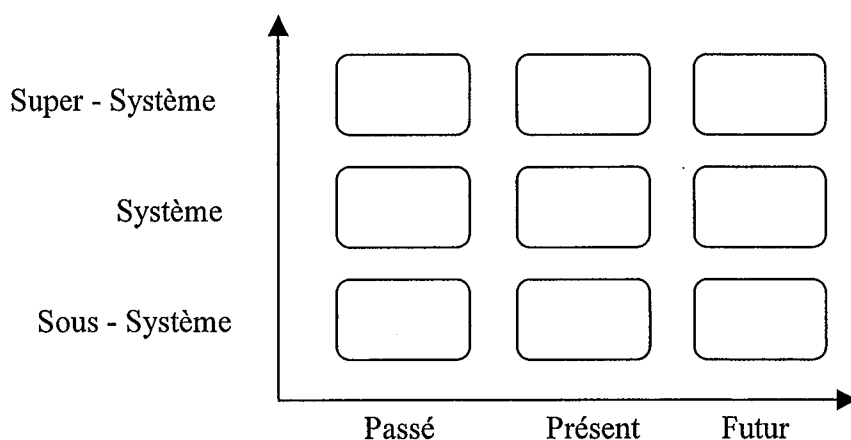 Super - Système
Système
Sous - Système
Passé Présent Futur